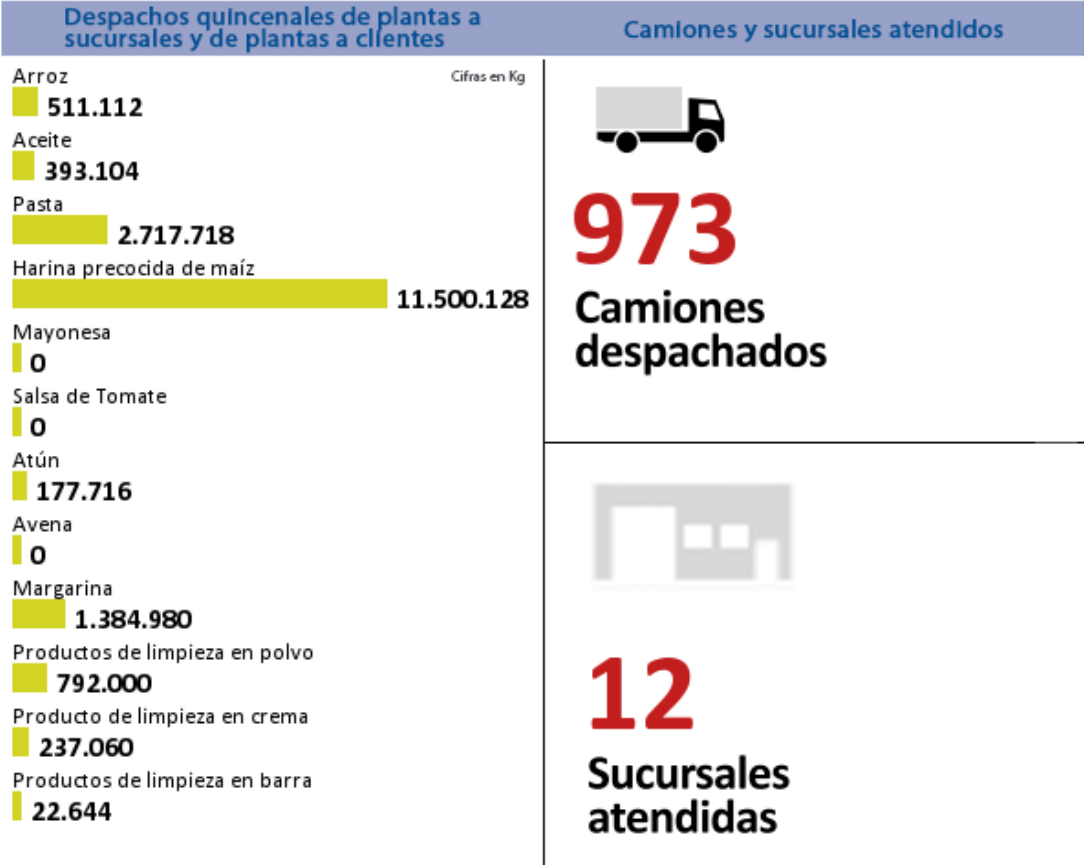 Despachos quincenales de plantas a
sucursales y de plantas a clientes
Cifras en Kg
Arroz
511.112
Aceite
393.104
Pasta
2.717.718
Harina precocida de maíz
11.500.128
Mayonesa
0
Salsa de Tomate
0
Atún
177.716
Avena
0
Margarina
1.384.980
Productos de limpieza en polvo
792.000
Producto de limpieza en crema
237.060
Productos de limpieza en barra
22.644
Camiones y sucursales atendidos
973
Camiones
despachados
12
Sucursales
atendidas